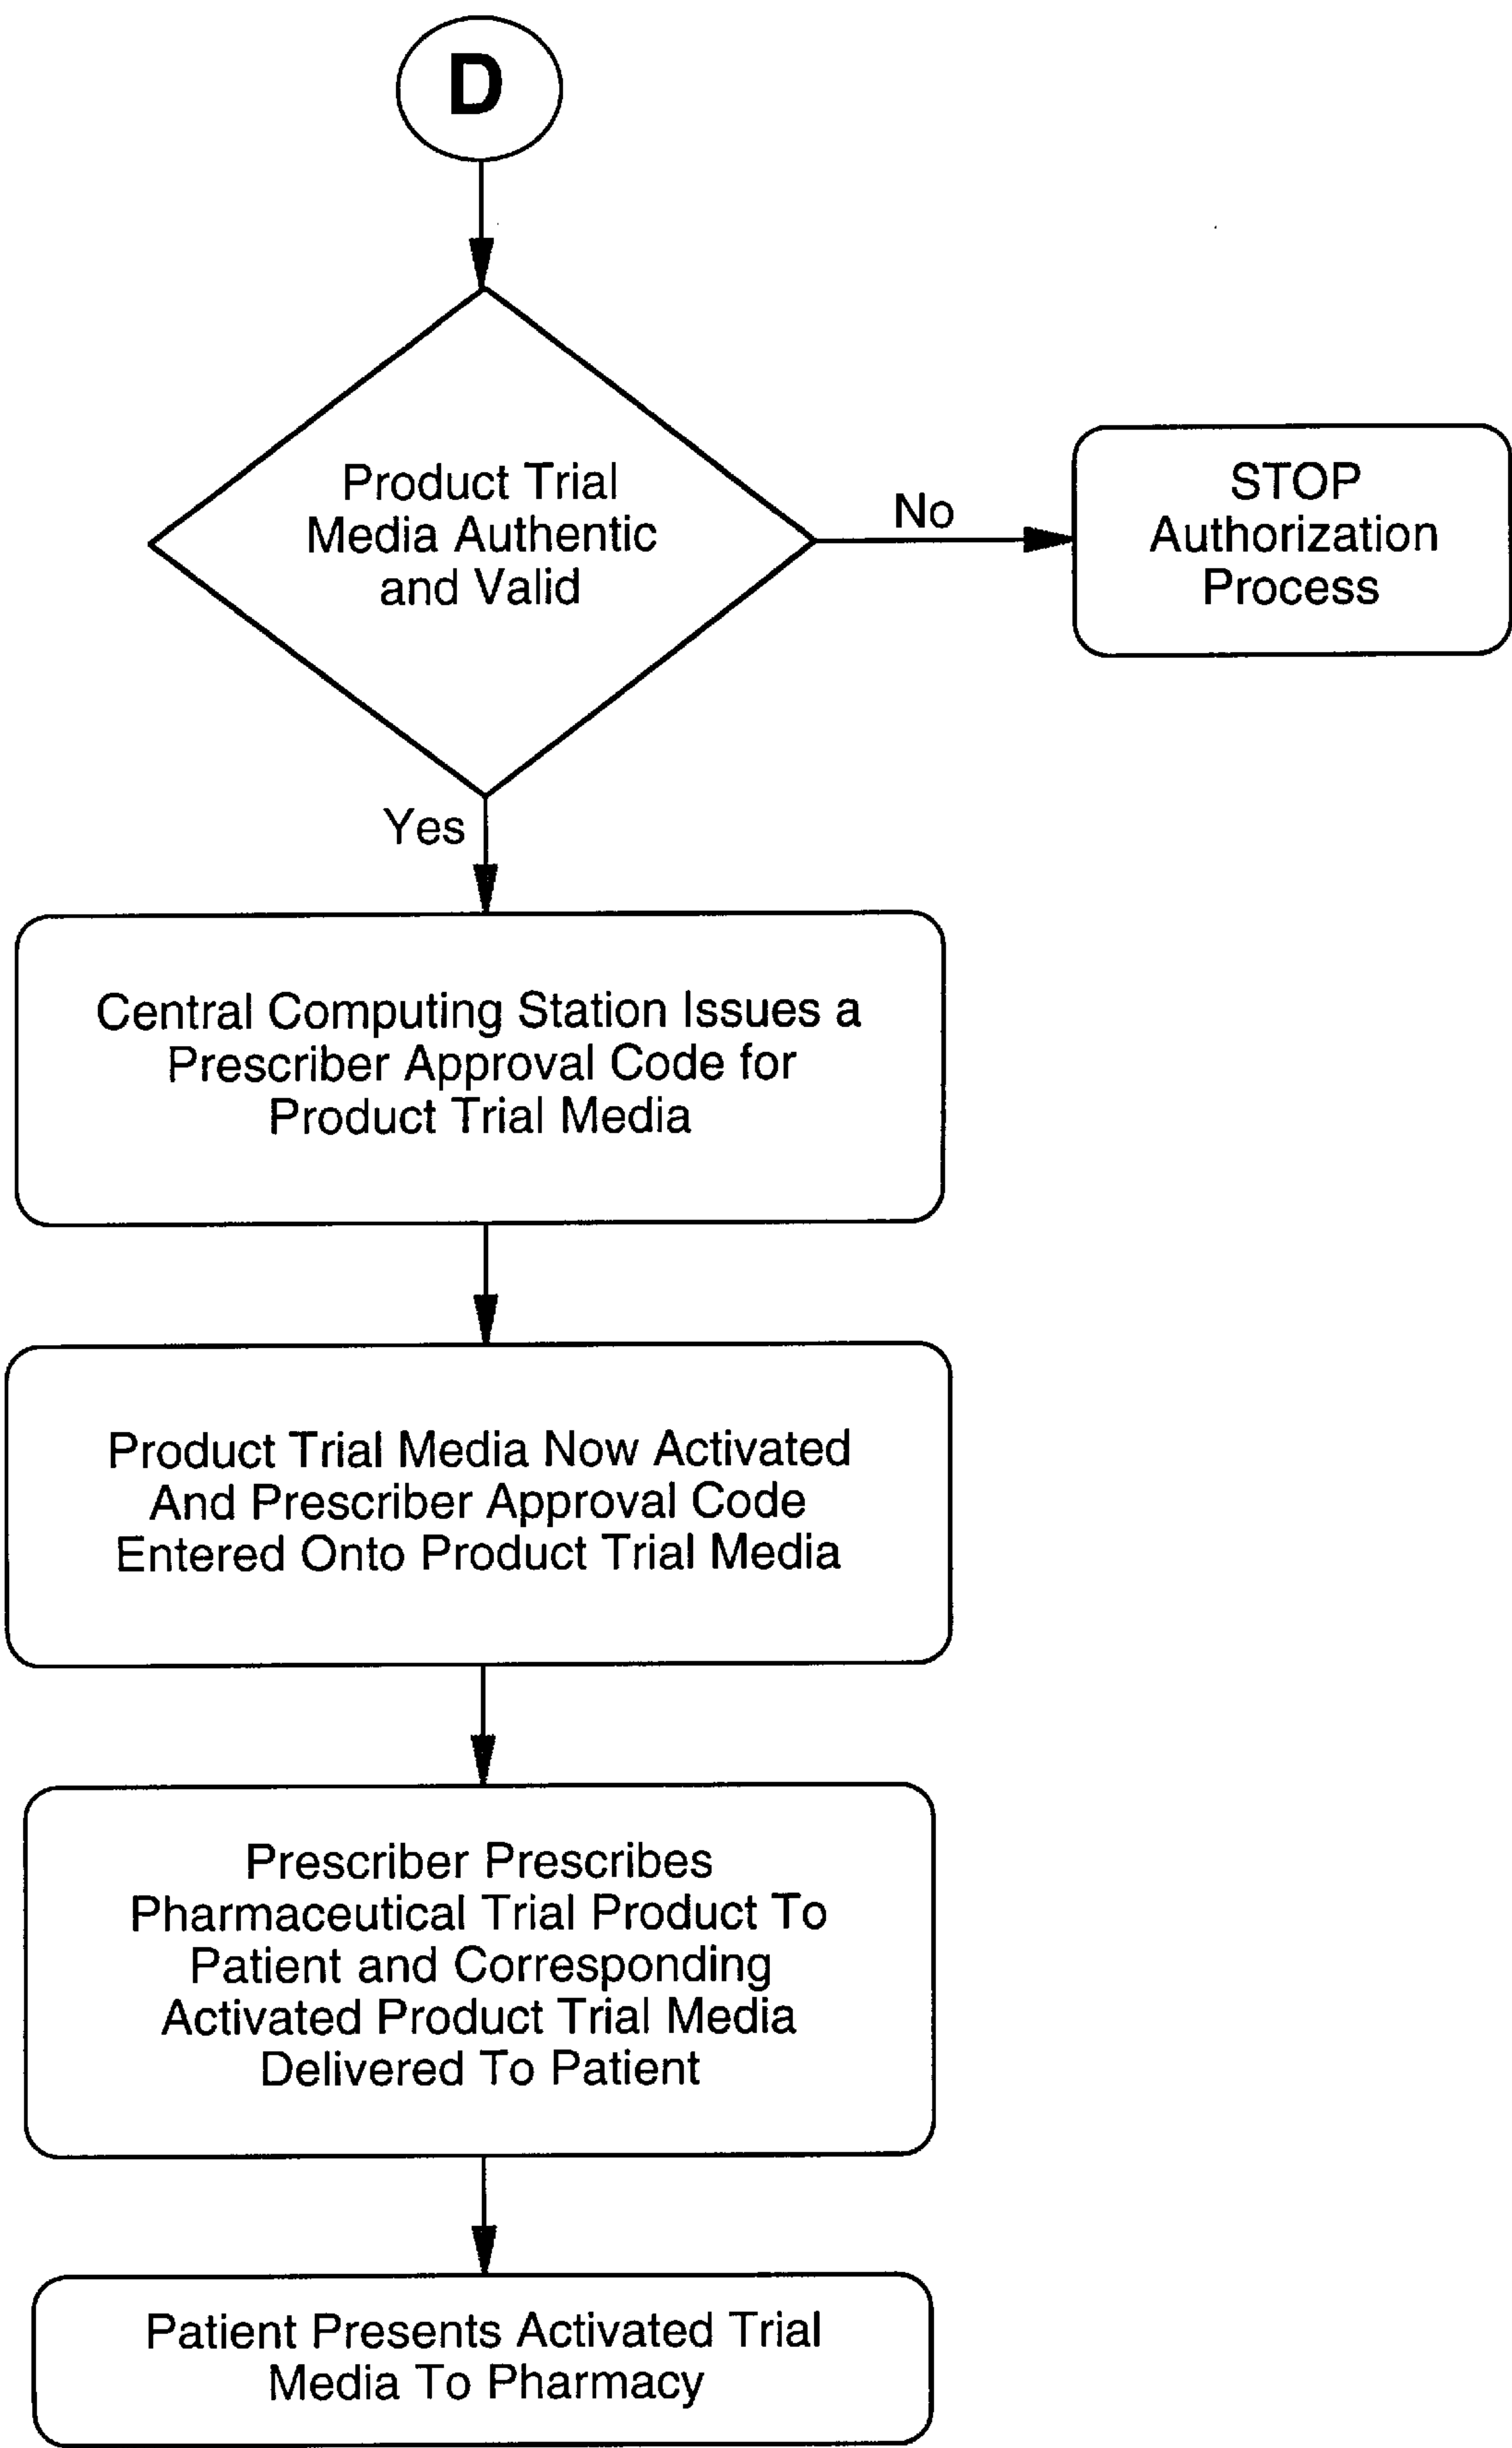 D
Product Trial
Media Authentic
and Valid
No
STOP
Authorization
Process
Yes
Central Computing Station Issues a
Prescriber Approval Code for
Product Trial Media
Product Trial Media Now Activated
And Prescriber Approval Code
Entered Onto Product Trial Media
Prescriber Prescribes
Pharmaceutical Trial Product To
Patient and Corresponding
Activated Product Trial Media
Delivered To Patient
Patient Presents Activated Trial
Media To Pharmacy